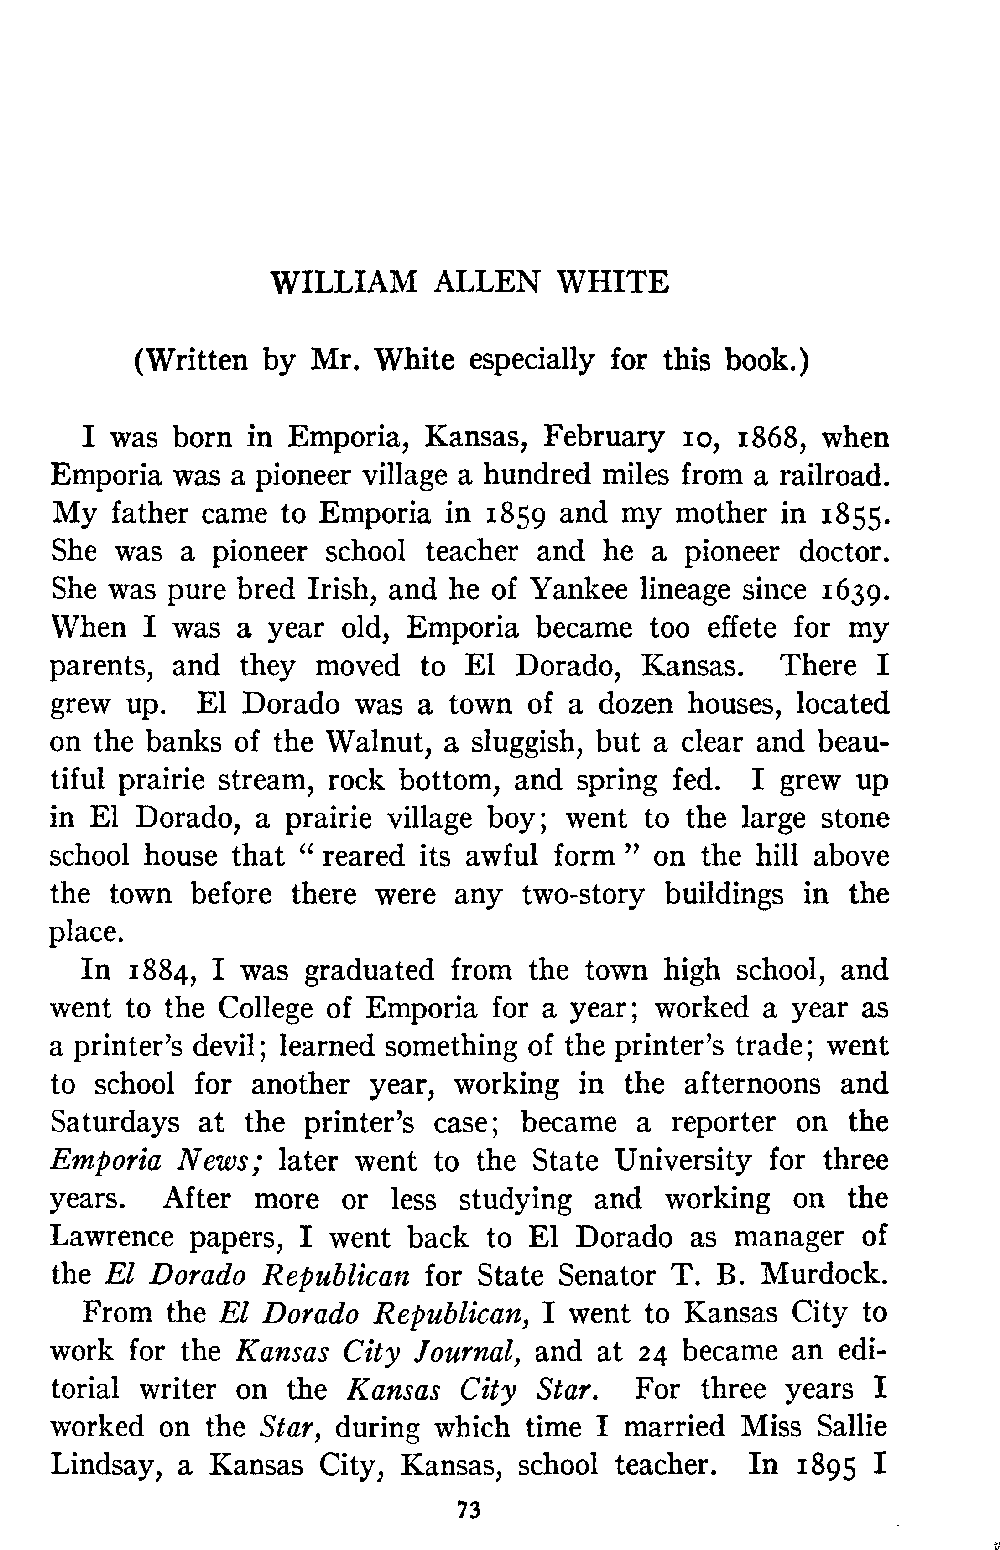 WILLIAM ALLEN WHITE
(Written by Mr. White especially for this book.)
I was born in Emporia, Kansas, February 10, 1868, when
Emporia was a pioneer village a hundred miles from a railroad.
My father came to Emporia in 1859 and my mother in 1855.
She was a pioneer school teacher and he a pioneer doctor.
She was pure bred Irish, and he of Yankee lineage since 1639.
When I was a year old, Emporia became too effete for my
parents, and they moved to El Dorado, Kansas. There I
grew up. El Dorado was a town of a dozen houses, located
on the banks of the Walnut, a sluggish, but a clear and beau-
tiful prairie stream, rock bottom, and spring fed. I grew up
in El Dorado, a prairie village boy; went to the large stone
school house that “ reared its awful form ” on the hill above
the town before there were any two-story buildings in the
place.
In 1884, I was graduated from the town high school, and
went to the College of Emporia for a year; worked a year as
a printer’s devil; learned something of the printer’s trade; went
to school for another year, working in the afternoons and
Saturdays at the printer’s case; became a reporter on the
Emporia News; later went to the State University for three
years. After more or less studying and working on the
Lawrence papers, I went back to El Dorado as manager of
the El Dorado Republican for State Senator T. B. Murdock.
From the El Dorado Republican, I went to Kansas City to
work for the Kansas City Journal, and at 24 became an edi-
torial writer on the Kansas City Star. For three years I
worked on the Star, during which time I married Miss Sallie
Lindsay, a Kansas City, Kansas, school teacher. In 1895 I
73